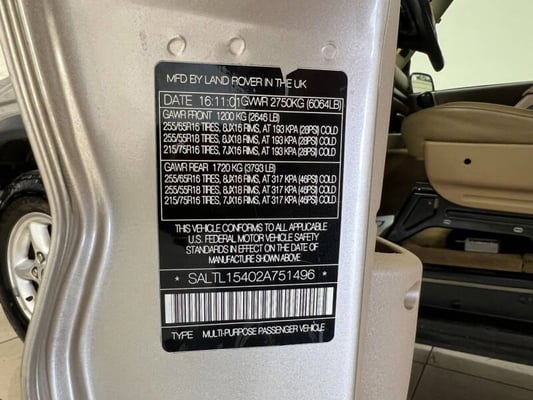 MFD BY LAND ROVER IN THE UK
DATE 16:11:01 GVWR 2750KG (6064LB)
GAWR FRONT 1200 KG (2646 LB)
255/65R16 TIRES, 8JX16 RIMS, AT 193 KPA (28PSI) COLD
255/55R18 TIRES, 8JX18 RIMS, AT 193 KPA (28PSI) COLD
215/75R16 TIRES, 7JX16 RIMS, AT 193 KPA (28PSI) COLD
GAWR REAR 1720 KG (3793 LB)
255/65R16 TIRES, 8JX16 RIMS, AT 317 KPA (46PSI) COLD
255/55R18 TIRES, 8JX18 RIMS, AT 317 KPA (46PSI) COLD
215/75R16 TIRES, 7JX16 RIMS, AT 317 KPA (46PSI) COLD
THIS VEHICLE CONFORMS TO ALL APPLICABLE
U.S. FEDERAL MOTOR VEHICLE SAFETY
STANDARDS IN EFFECT ON THE DATE OF
MANUFACTURE SHOWN ABOVE
* SALTL15402A751496 *
TYPE MULTI-PURPOSE PASSENGER VEHICLE